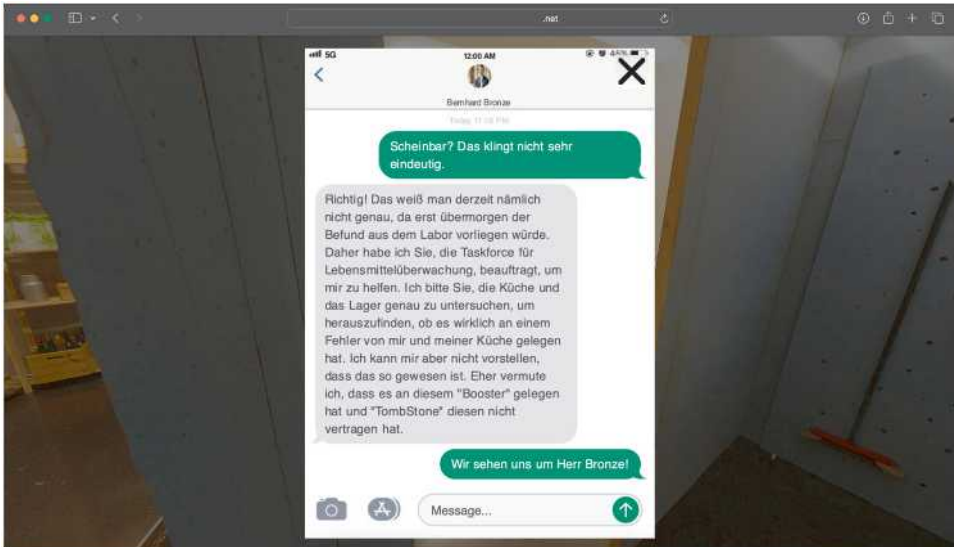 .net
5G
12:00 AM
Bernhard Bronze
Today 11:08 PM
Scheinbar? Das klingt nicht sehr
eindeutig.
Richtig! Das weiß man derzeit nämlich
nicht genau, da erst übermorgen der
Befund aus dem Labor vorliegen würde.
Daher habe ich Sie, die Taskforce für
Lebensmittelüberwachung, beauftragt, um
mir zu helfen. Ich bitte Sie, die Küche und
das Lager genau zu untersuchen, um
herauszufinden, ob es wirklich an einem
Fehler von mir und meiner Küche gelegen
hat. Ich kann mir aber nicht vorstellen,
dass das so gewesen ist. Eher vermute
ich, dass es an diesem "Booster" gelegen
hat und "TombStone" diesen nicht
vertragen hat.
Wir sehen uns um Herr Bronze!
Message...